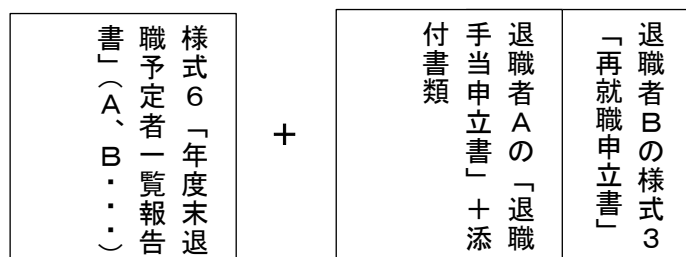 退職者Bの様式3
「再就職申立書」
退職者Aの「退職
手当申立書」+添
付書類
+
様式6「年度末退
職予定者一覧報告
書」(A、B・・・)